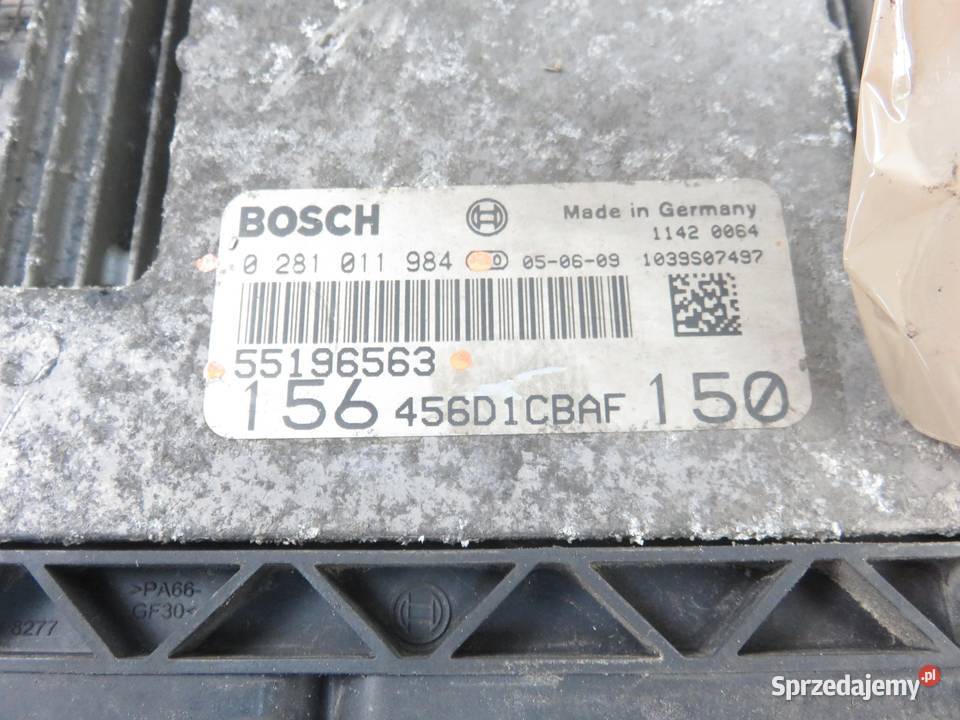 BOSCH
Made in Germany
1142 0064
0 281 011 984
05-06-09
1039S07497
55196563
156 456D1CBAF 150
>PA66-
GF30<
8277
Sprzedajemy.pl